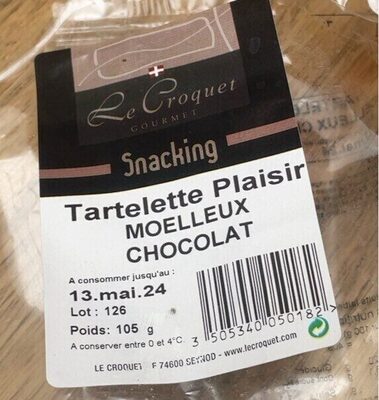 Le Croquet
GOURMET
Snacking
Tartelette Plaisir
MOELLEUX
CHOCOLAT
A consommer jusqu'au :
13.mai.24
Lot : 126
Poids: 105 g
A conserver entre 0 et 4°C
3 505340 050182 >
LE CROQUET F 74600 SEYNOD - www.lecroquet.com